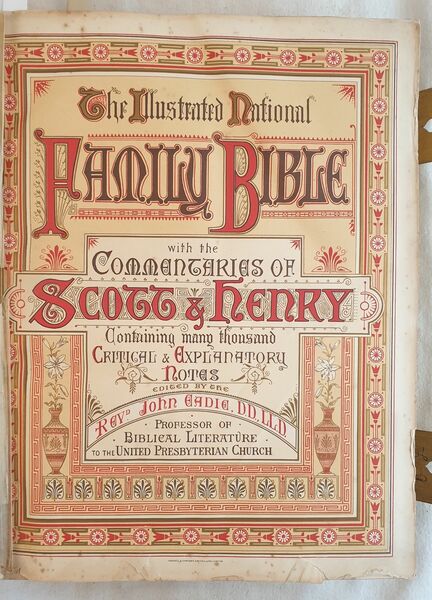 The Illustrated National
Family Bible
with the
Commentaries of
Scott & Henry
Containing many thousand
Critical & Explanatory
Notes
edited by the
Revd John Eadie, DD, LLD
Professor of
Biblical Literature
to the United Presbyterian Church